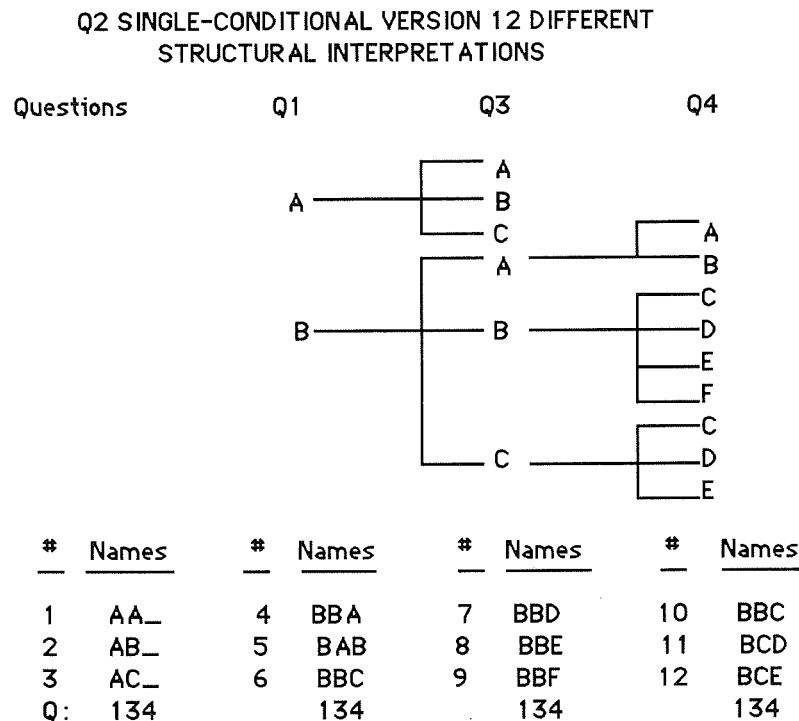 Q2 SINGLE-CONDITIONAL VERSION 12 DIFFERENT
STRUCTURAL INTERPRETATIONS
Questions Q1 Q3 Q4
A
A B
C A
A B
C
B B D
E
F
C
C D
E
# Names # Names # Names # Names
1 AA_ 4 BBA 7 BBD 10 BBC
2 AB_ 5 BAB 8 BBE 11 BCD
3 AC_ 6 BBC 9 BBF 12 BCE
Q: 134 134 134 134